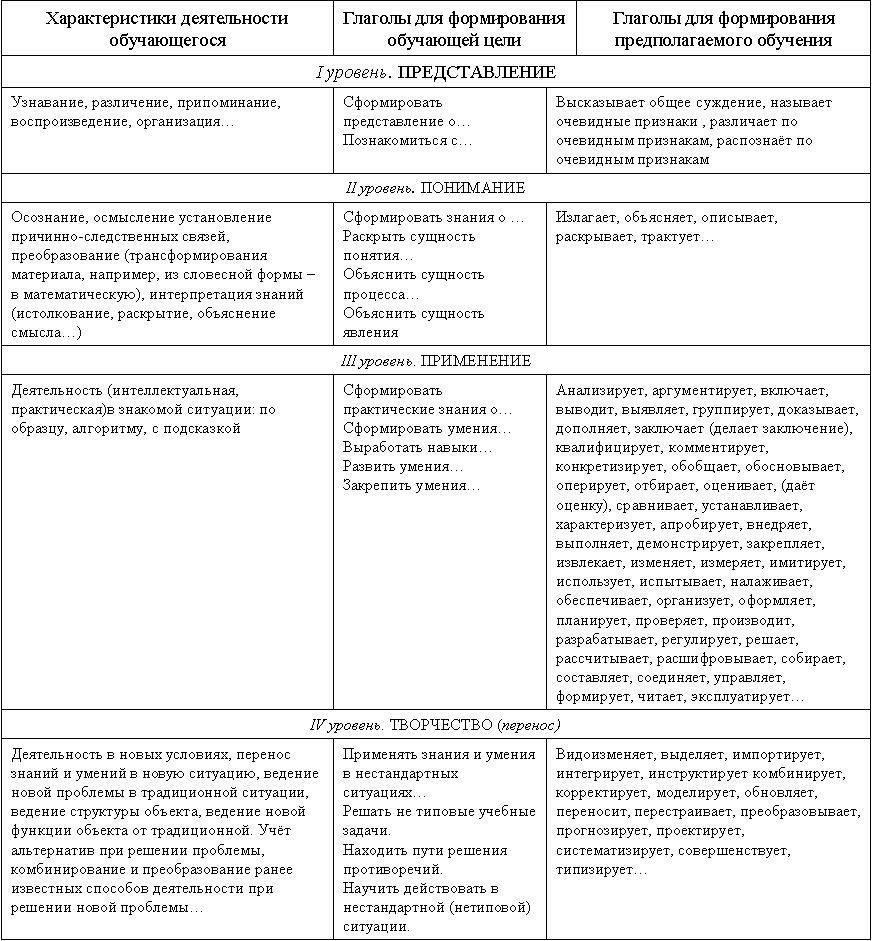 Характеристики деятельности
обучающегося
Глаголы для формирования
обучающей цели
Глаголы для формирования
предполагаемого обучения
I уровень. ПРЕДСТАВЛЕНИЕ
Узнавание, различение, припоминание,
воспроизведение, организация…
Сформировать
представление о…
Познакомиться с…
Высказывает общее суждение, называет
очевидные признаки , различает по
очевидным признакам, распознаёт по
очевидным признакам
II уровень. ПОНИМАНИЕ
Осознание, осмысление установление
причинно-следственных связей,
преобразование (трансформирования
материала, например, из словесной формы –
в математическую), интерпретация знаний
(истолкование, раскрытие, объяснение
смысла…)
Сформировать знания о …
Раскрыть сущность
понятия…
Объяснить сущность
процесса…
Объяснить сущность
явления
Излагает, объясняет, описывает,
раскрывает, трактует…
III уровень. ПРИМЕНЕНИЕ
Деятельность (интеллектуальная,
практическая)в знакомой ситуации: по
образцу, алгоритму, с подсказкой
Сформировать
практические знания о…
Сформировать умения…
Выработать навыки…
Развить умения…
Закрепить умения…
Анализирует, аргументирует, включает,
выводит, выявляет, группирует, доказывает,
дополняет, заключает (делает заключение),
квалифицирует, комментирует,
конкретизирует, обобщает, обосновывает,
оперирует, отбирает, оценивает, (даёт
оценку), сравнивает, устанавливает,
характеризует, апробирует, внедряет,
выполняет, демонстрирует, закрепляет,
извлекает, изменяет, измеряет, имитирует,
использует, испытывает, налаживает,
обеспечивает, организует, оформляет,
планирует, проверяет, производит,
разрабатывает, регулирует, решает,
рассчитывает, расшифровывает, собирает,
составляет, соединяет, управляет,
формирует, читает, эксплуатирует…
IV уровень. ТВОРЧЕСТВО (перенос)
Деятельность в новых условиях, перенос
знаний и умений в новую ситуацию, ведение
новой проблемы в традиционной ситуации,
ведение структуры объекта, ведение новой
функции объекта от традиционной. Учёт
альтернатив при решении проблемы,
комбинирование и преобразование ранее
известных способов деятельности при
решении новой проблемы…
Применять знания и умения
в нестандартных
ситуациях…
Решать не типовые учебные
задачи.
Находить пути решения
противоречий.
Научить действовать в
нестандартной (нетиповой)
ситуации.
Видоизменяет, выделяет, импортирует,
интегрирует, инструктирует комбинирует,
корректирует, моделирует, обновляет,
переносит, перестраивает, преобразовывает,
прогнозирует, проектирует,
систематизирует, совершенствует,
типизирует…